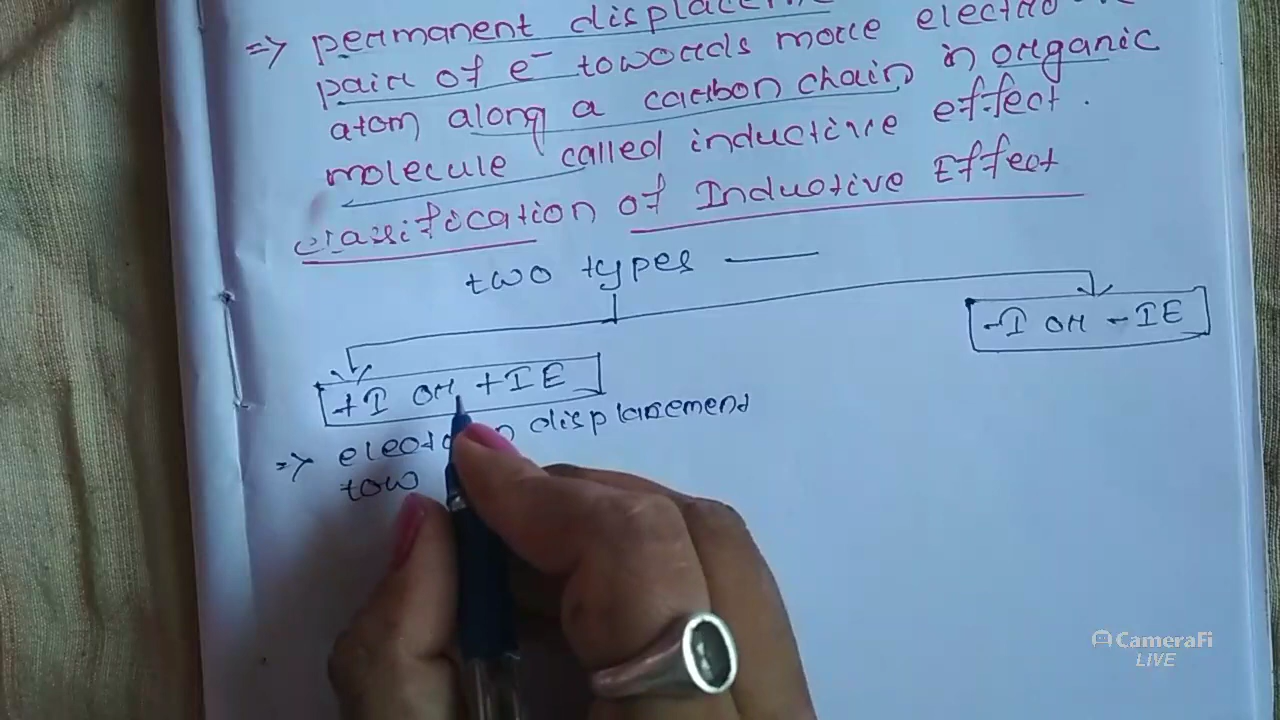 => permanent displaceme
pair of e⁻ towards more electro
atom along a carbon chain in organic
molecule called inductive effect.
classification of Inductive Effect
two types —
+I OR +IE
-I OR -IE
=> displacement
tow
CameraFi
LIVE